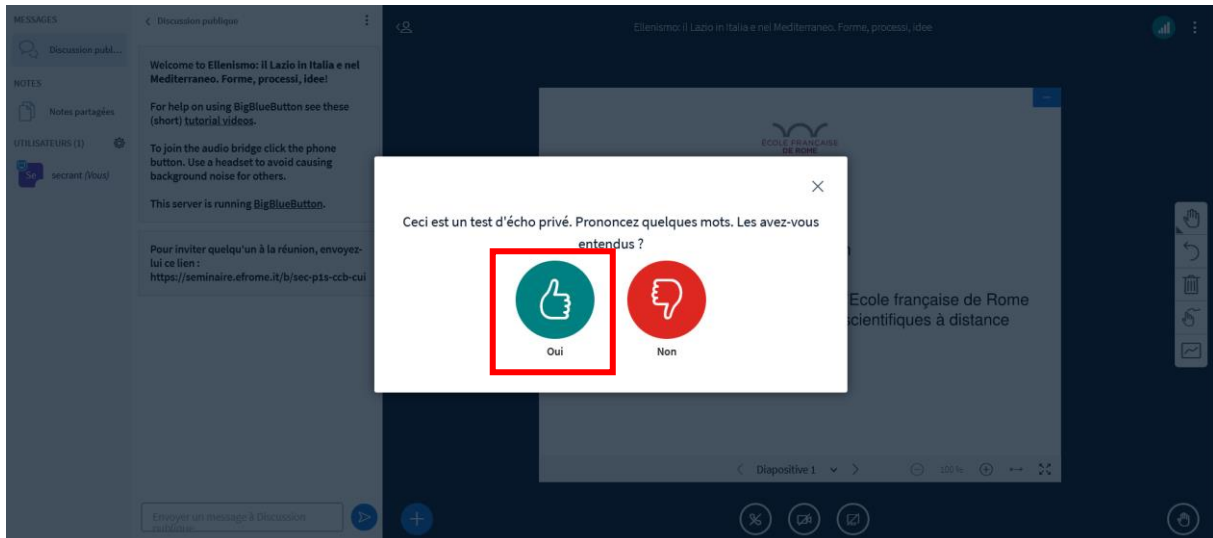 MESSAGES
Discussion publ...
NOTES
Notes partagées
UTILISATEURS (1)
Se
secrant (Vous)
Discussion publique
Welcome to Ellenismo: il Lazio in Italia e nel
Mediterraneo. Forme, processi, idee!
For help on using BigBlueButton see these
(short) tutorial videos.
To join the audio bridge click the phone
button. Use a headset to avoid causing
background noise for others.
This server is running BigBlueButton.
Pour inviter quelqu'un à la réunion, envoyez-
lui ce lien :
https://seminaire.efrome.it/b/sec-p1s-ccb-cui
Envoyer un message à Discussion
publique
Ellenismo: il Lazio in Italia e nel Mediterraneo. Forme, processi, idee
ÉCOLE FRANÇAISE
DE ROME
Ceci est un test d'écho privé. Prononcez quelques mots. Les avez-vous
entendus ?
Oui
Non
Ecole française de Rome
scientifiques à distance
Diapositive 1
100%